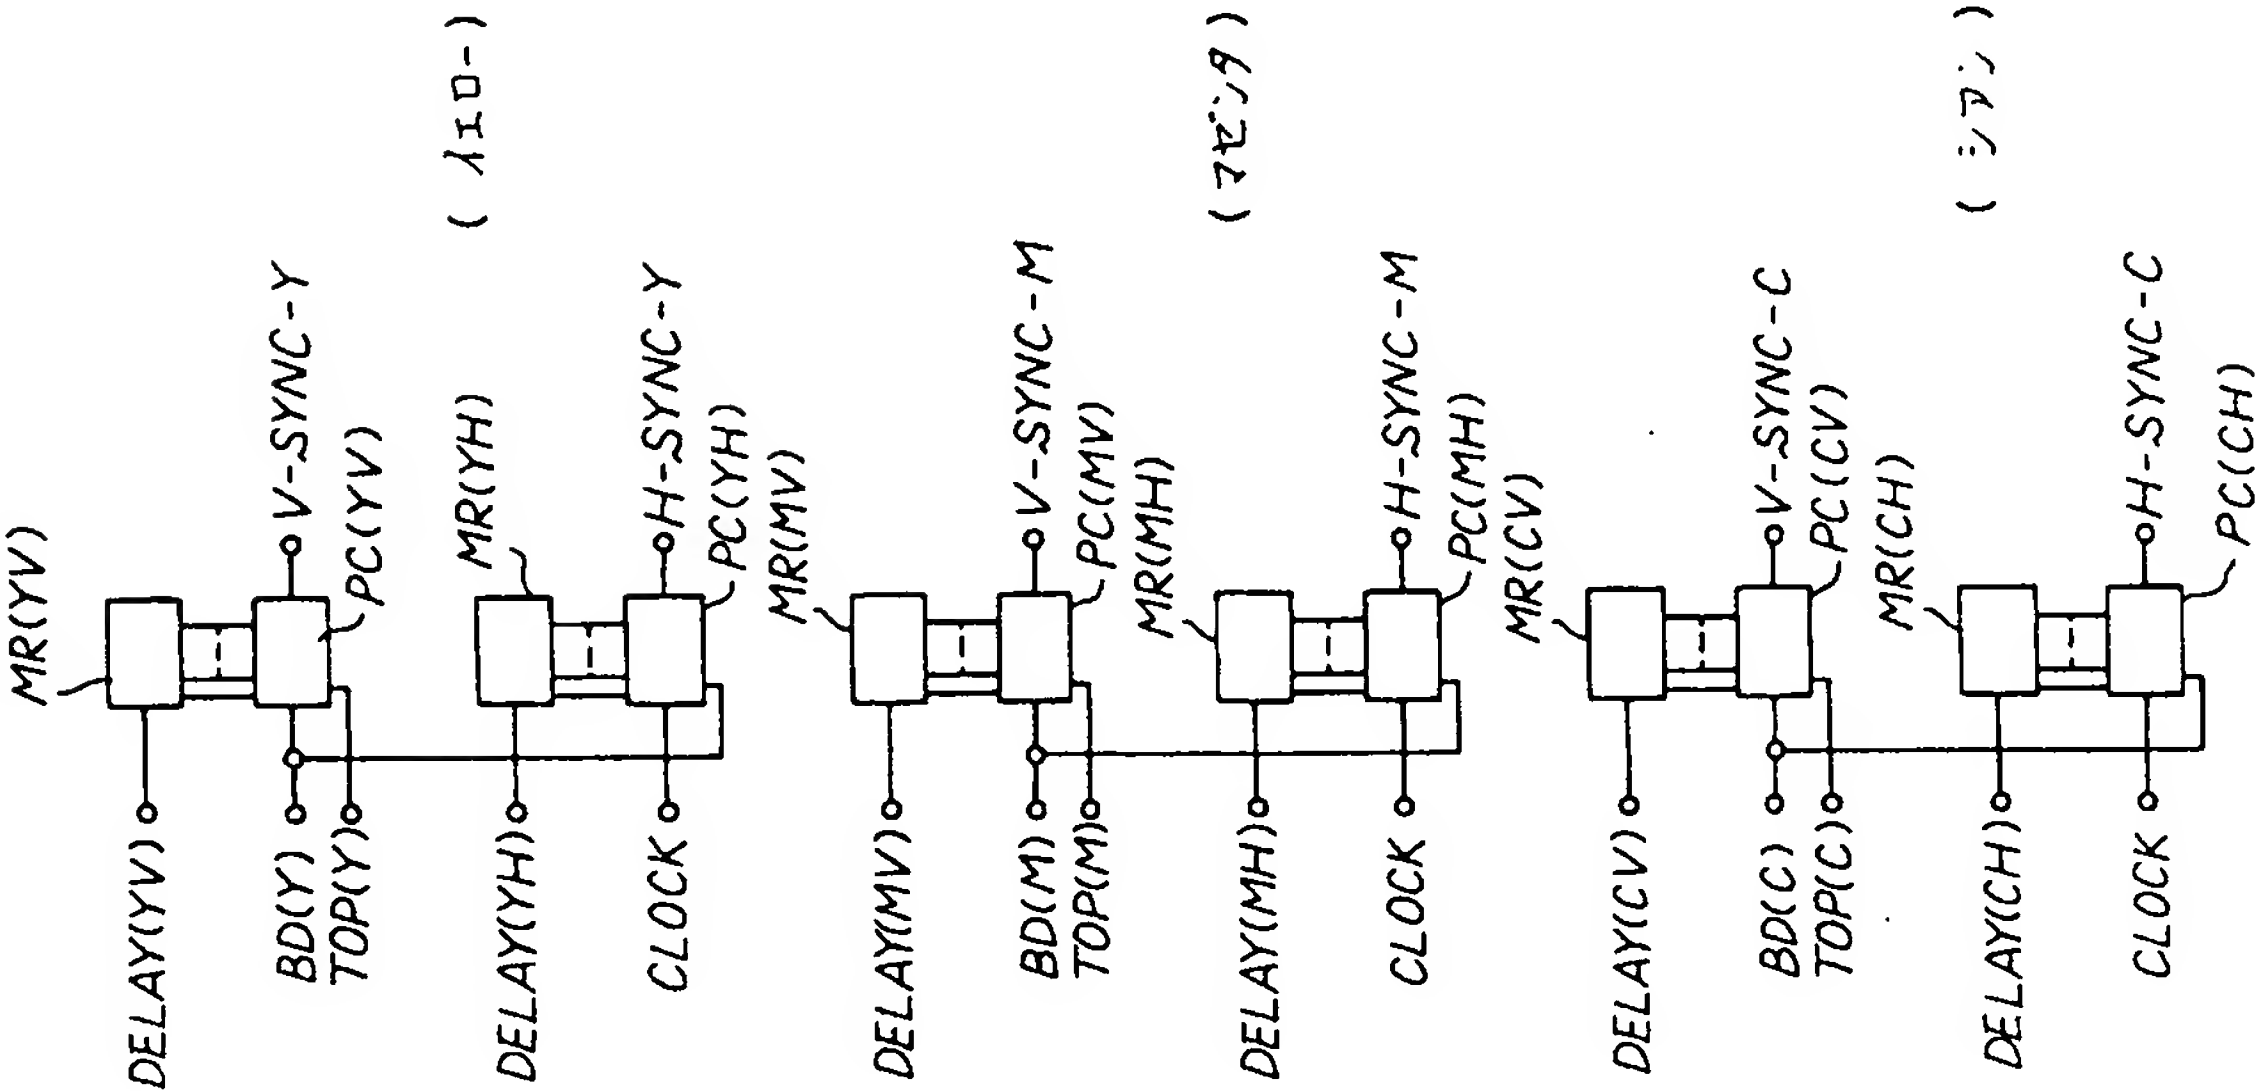 MR(YV)
DELAY(YV)
V-SYNC-Y
BD(Y)
PC(YV)
TOP(Y)
(イエロー)
MR(YH)
DELAY(YH)
H-SYNC-Y
CLOCK
PC(YH)
MR(MV)
DELAY(MV)
V-SYNC-M
BD(M)
PC(MV)
TOP(M)
(マゼンタ)
MR(MH)
DELAY(MH)
H-SYNC-M
CLOCK
PC(MH)
MR(CV)
DELAY(CV)
V-SYNC-C
BD(C)
PC(CV)
TOP(C)
(シアン)
MR(CH)
DELAY(CH)
H-SYNC-C
CLOCK
PC(CH)